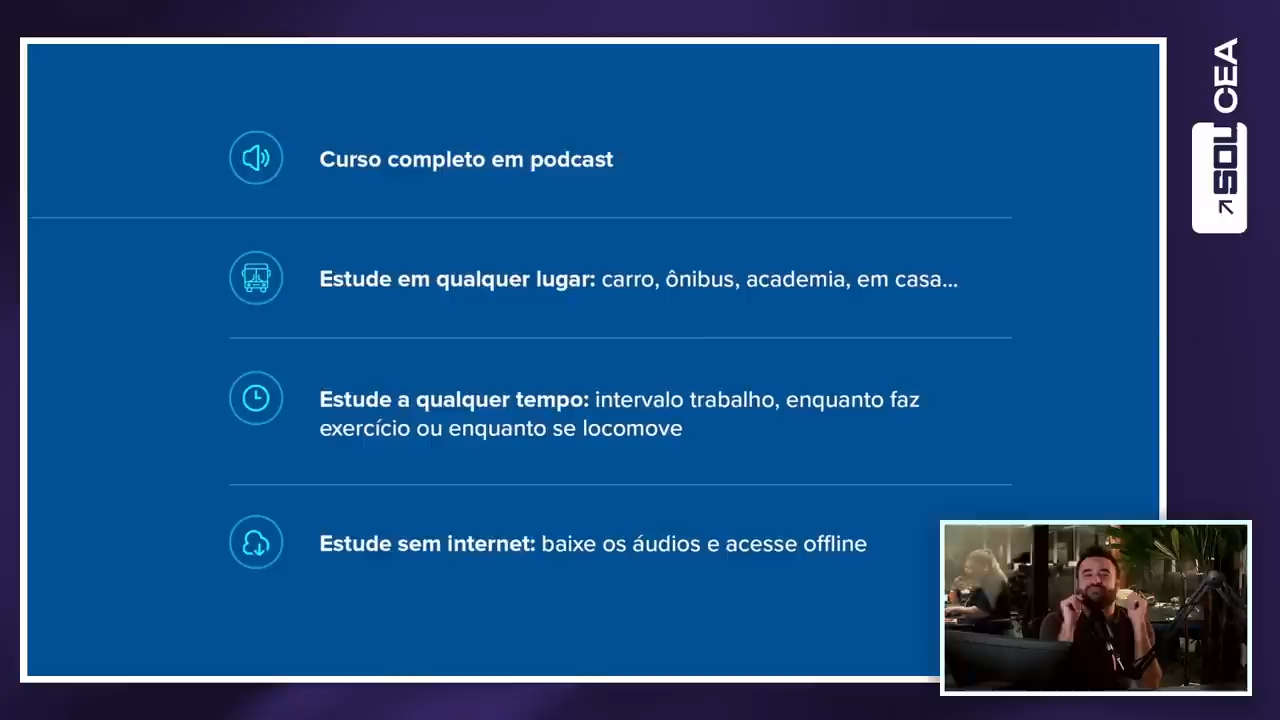 Curso completo em podcast
Estude em qualquer lugar: carro, ônibus, academia, em casa...
Estude a qualquer tempo: intervalo trabalho, enquanto faz
exercício ou enquanto se locomove
Estude sem internet: baixe os áudios e acesse offline
SOU CEA